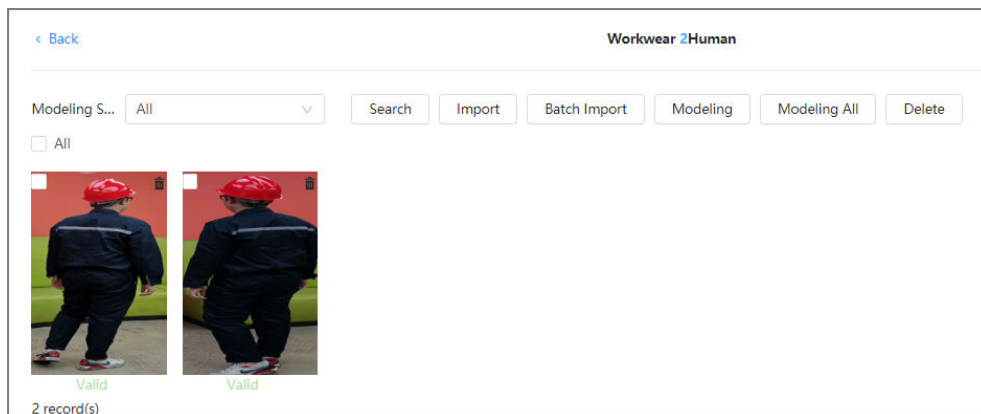 < Back
Workwear 2Human
Modeling S... All Search Import Batch Import Modeling Modeling All Delete
All
Valid Valid
2 record(s)